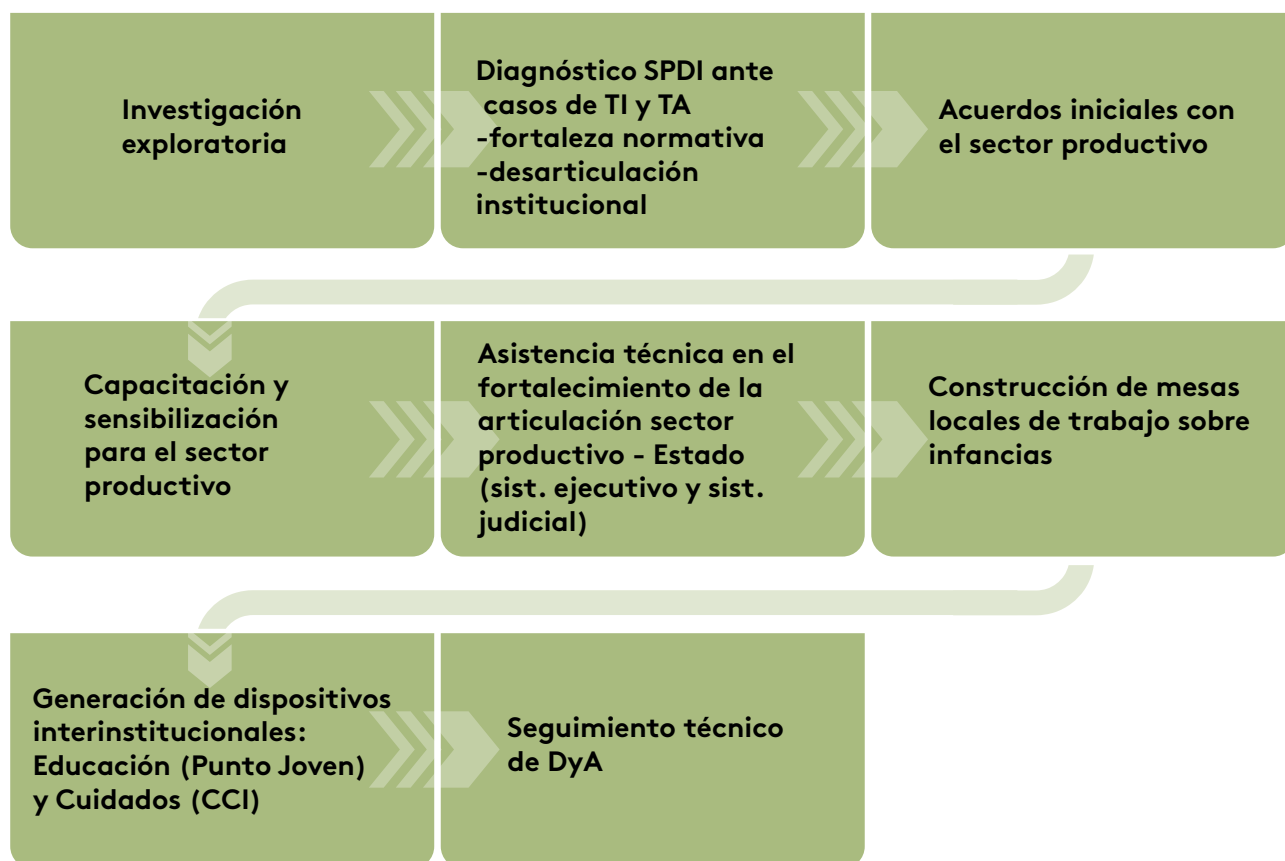 Investigación
exploratoria
Diagnóstico SPDI ante
casos de TI y TA
-fortaleza normativa
-desarticulación
institucional
Acuerdos iniciales con
el sector productivo
Capacitación y
sensibilización
para el sector
productivo
Asistencia técnica en el
fortalecimiento de la
articulación sector
productivo - Estado
(sist. ejecutivo y sist.
judicial)
Construcción de mesas
locales de trabajo sobre
infancias
Generación de dispositivos
interinstitucionales:
Educación (Punto Joven)
y Cuidados (CCI)
Seguimiento técnico
de DyA